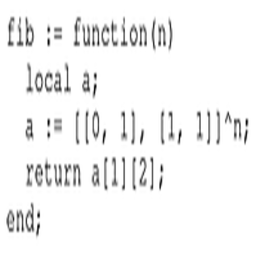 fib := function(n)
  local a;
  a := [[0, 1], [1, 1]]^n;
  return a[1][2];
end;